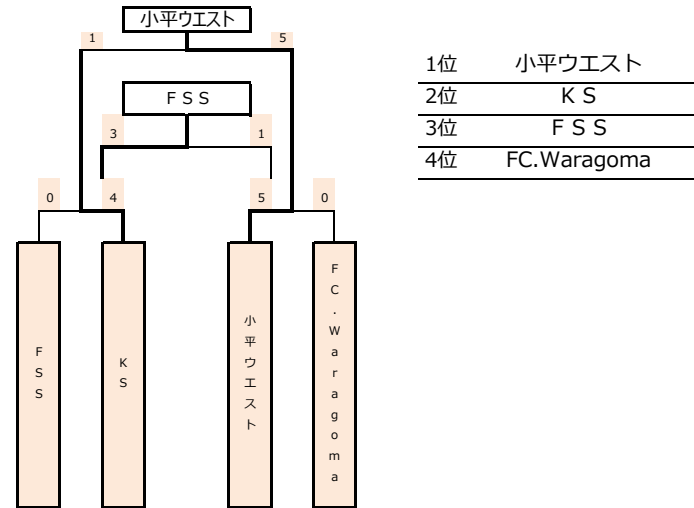 小平ウエスト
1 5
FSS
3 1
0 4 5 0
FSS
KS
小平ウエスト
FC.Waragoma
1位 小平ウエスト
2位 KS
3位 FSS
4位 FC.Waragoma